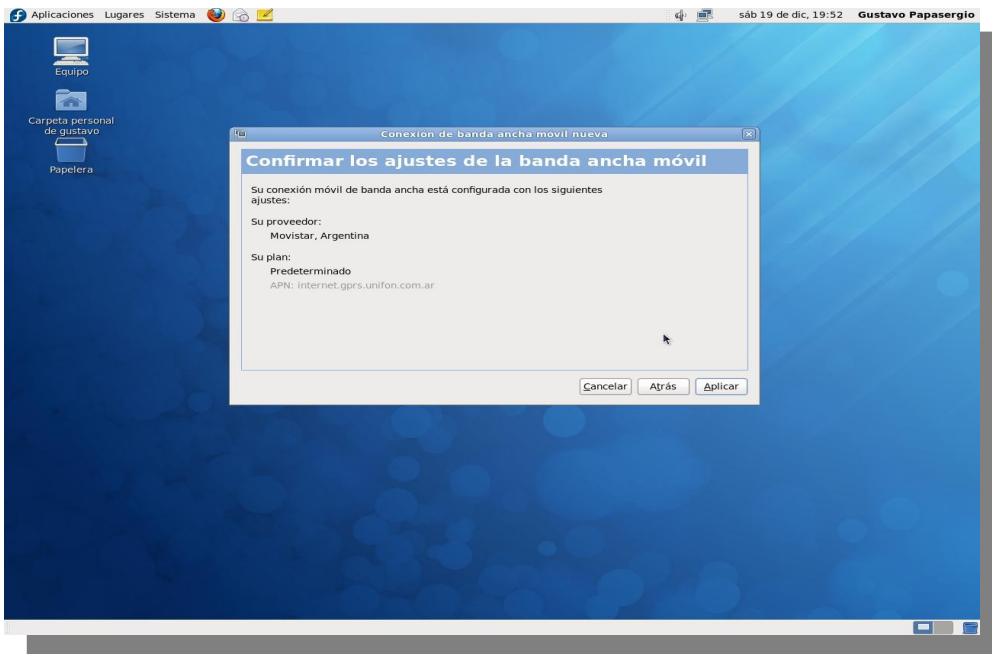 Aplicaciones Lugares Sistema sáb 19 de dic, 19:52 Gustavo Papasergio
Equipo
Carpeta personal
de gustavo
Papelera
Conexión de banda ancha móvil nueva
Confirmar los ajustes de la banda ancha móvil
Su conexión móvil de banda ancha está configurada con los siguientes
ajustes:
Su proveedor:
Movistar, Argentina
Su plan:
Predeterminado
APN: internet.gprs.unifon.com.ar
Cancelar Atrás Aplicar